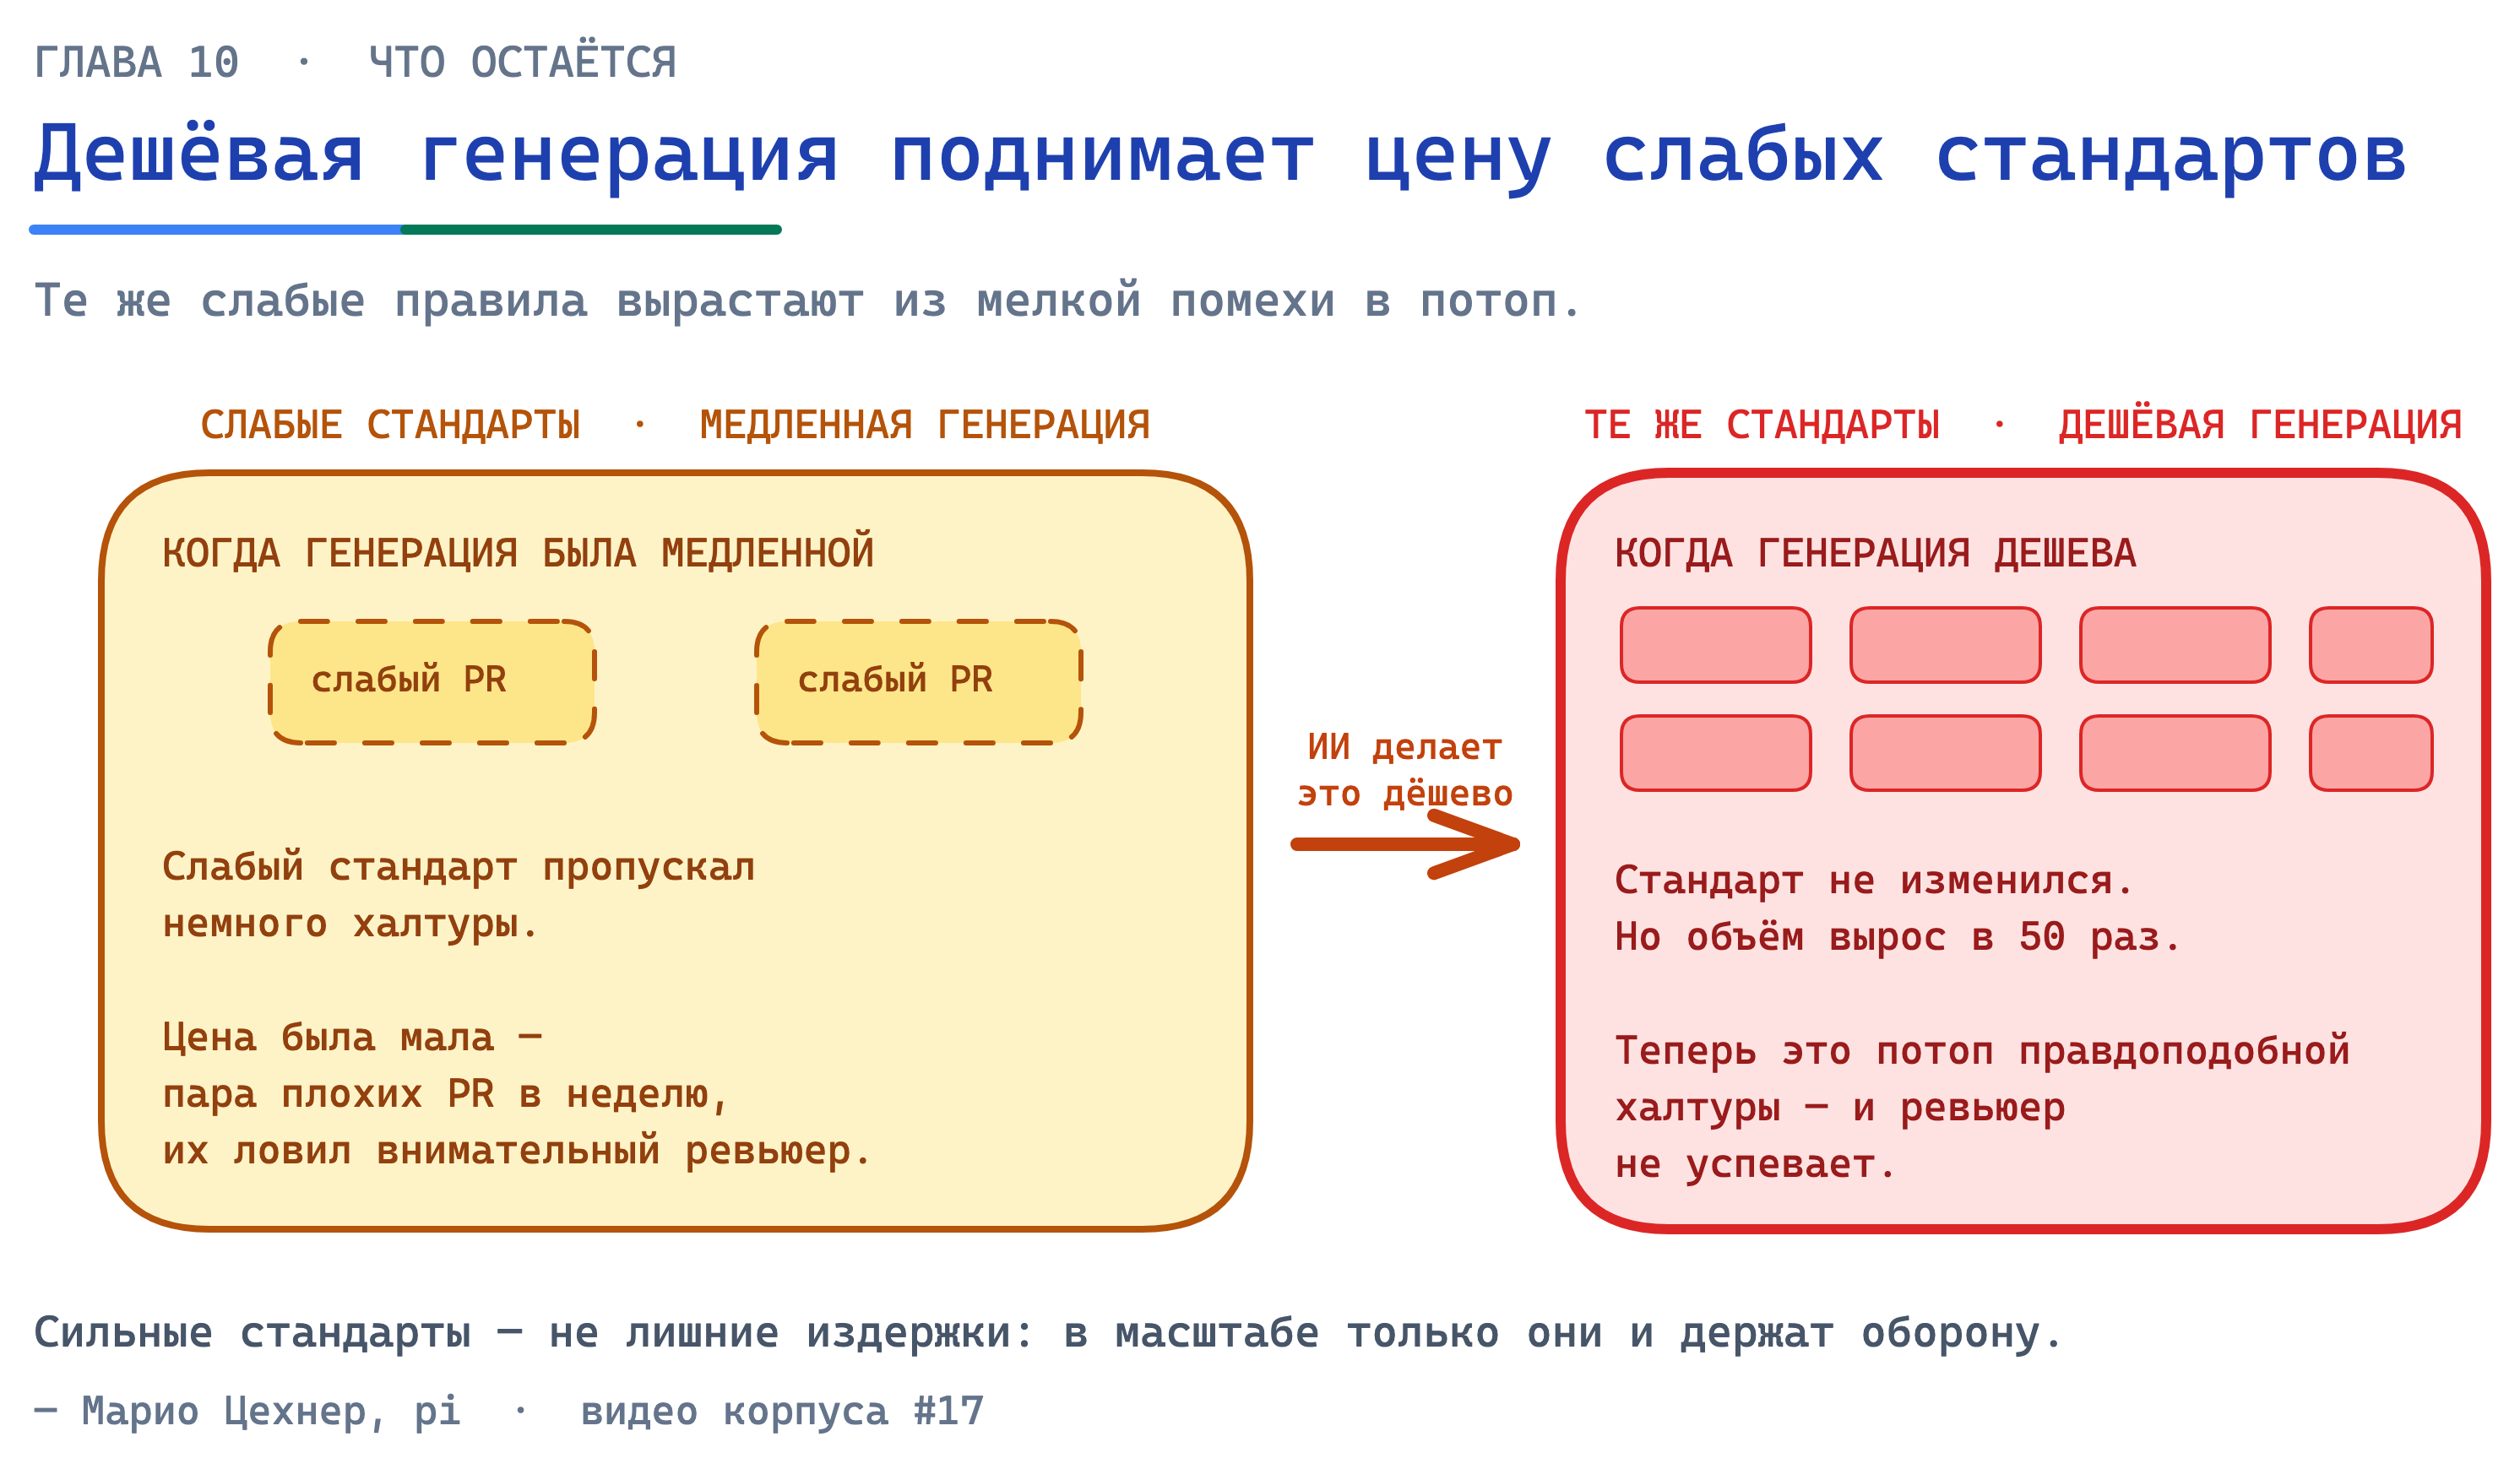 ГЛАВА 10 · ЧТО ОСТАЁТСЯ
Дешёвая генерация поднимает цену слабых стандартов
Те же слабые правила вырастают из мелкой помехи в потоп.
СЛАБЫЕ СТАНДАРТЫ · МЕДЛЕННАЯ ГЕНЕРАЦИЯ
КОГДА ГЕНЕРАЦИЯ БЫЛА МЕДЛЕННОЙ
слабый PR
слабый PR
Слабый стандарт пропускал
немного халтуры.
Цена была мала —
пара плохих PR в неделю,
их ловил внимательный ревьюер.
ИИ делает
это дёшево
ТЕ ЖЕ СТАНДАРТЫ · ДЕШЁВАЯ ГЕНЕРАЦИЯ
КОГДА ГЕНЕРАЦИЯ ДЕШЕВА
Стандарт не изменился.
Но объём вырос в 50 раз.
Теперь это потоп правдоподобной
халтуры — и ревьюер
не успевает.
Сильные стандарты — не лишние издержки: в масштабе только они и держат оборону.
— Марио Цехнер, pi · видео корпуса #17